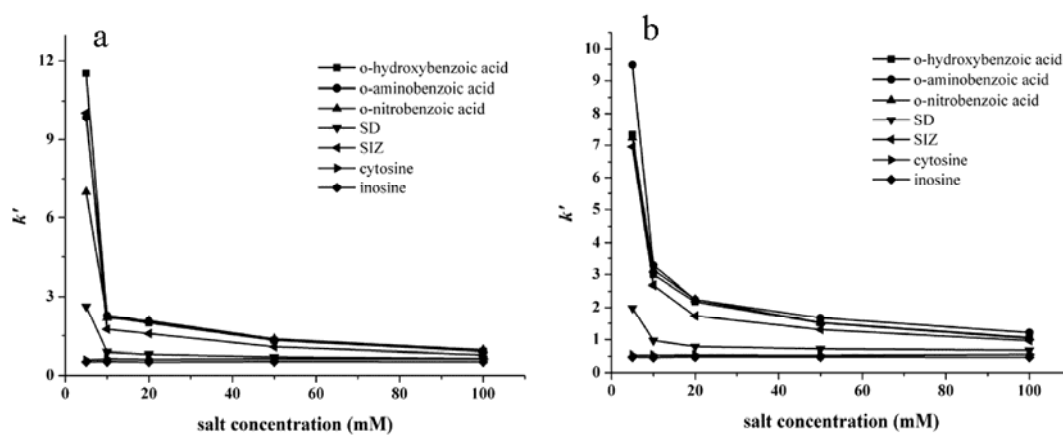 a
o-hydroxybenzoic acid
o-aminobenzoic acid
o-nitrobenzoic acid
SD
SIZ
cytosine
inosine
12
9
6
3
0
k'
0 20 40 60 80 100
salt concentration (mM)
b
o-hydroxybenzoic acid
o-aminobenzoic acid
o-nitrobenzoic acid
SD
SIZ
cytosine
inosine
10
9
8
7
6
5
4
3
2
1
0
k'
0 20 40 60 80 100
salt concentration (mM)